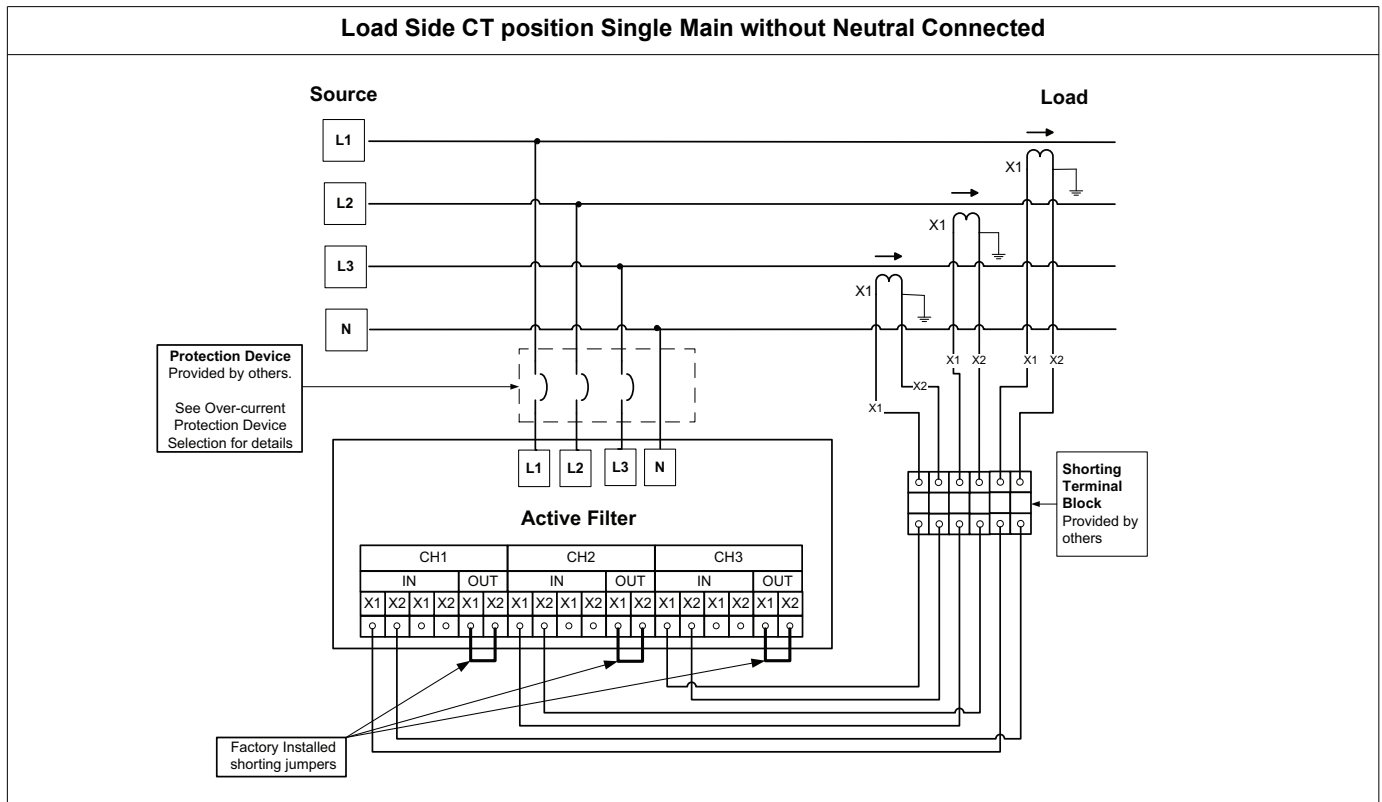 Load Side CT position Single Main without Neutral Connected
Source
Load
L1
X1
L2
X1
L3
X1
N
Protection Device
Provided by others.
See Over-current
Protection Device
Selection for details
X1 X2 X1 X2
X2
X1
L1 L2 L3 N
Active Filter
Shorting
Terminal
Block
Provided by
others
CH1 CH2 CH3
IN OUT IN OUT IN OUT
X1 X2 X1 X2 X1 X2 X1 X2 X1 X2 X1 X2 X1 X2 X1 X2 X1 X2
Factory Installed
shorting jumpers